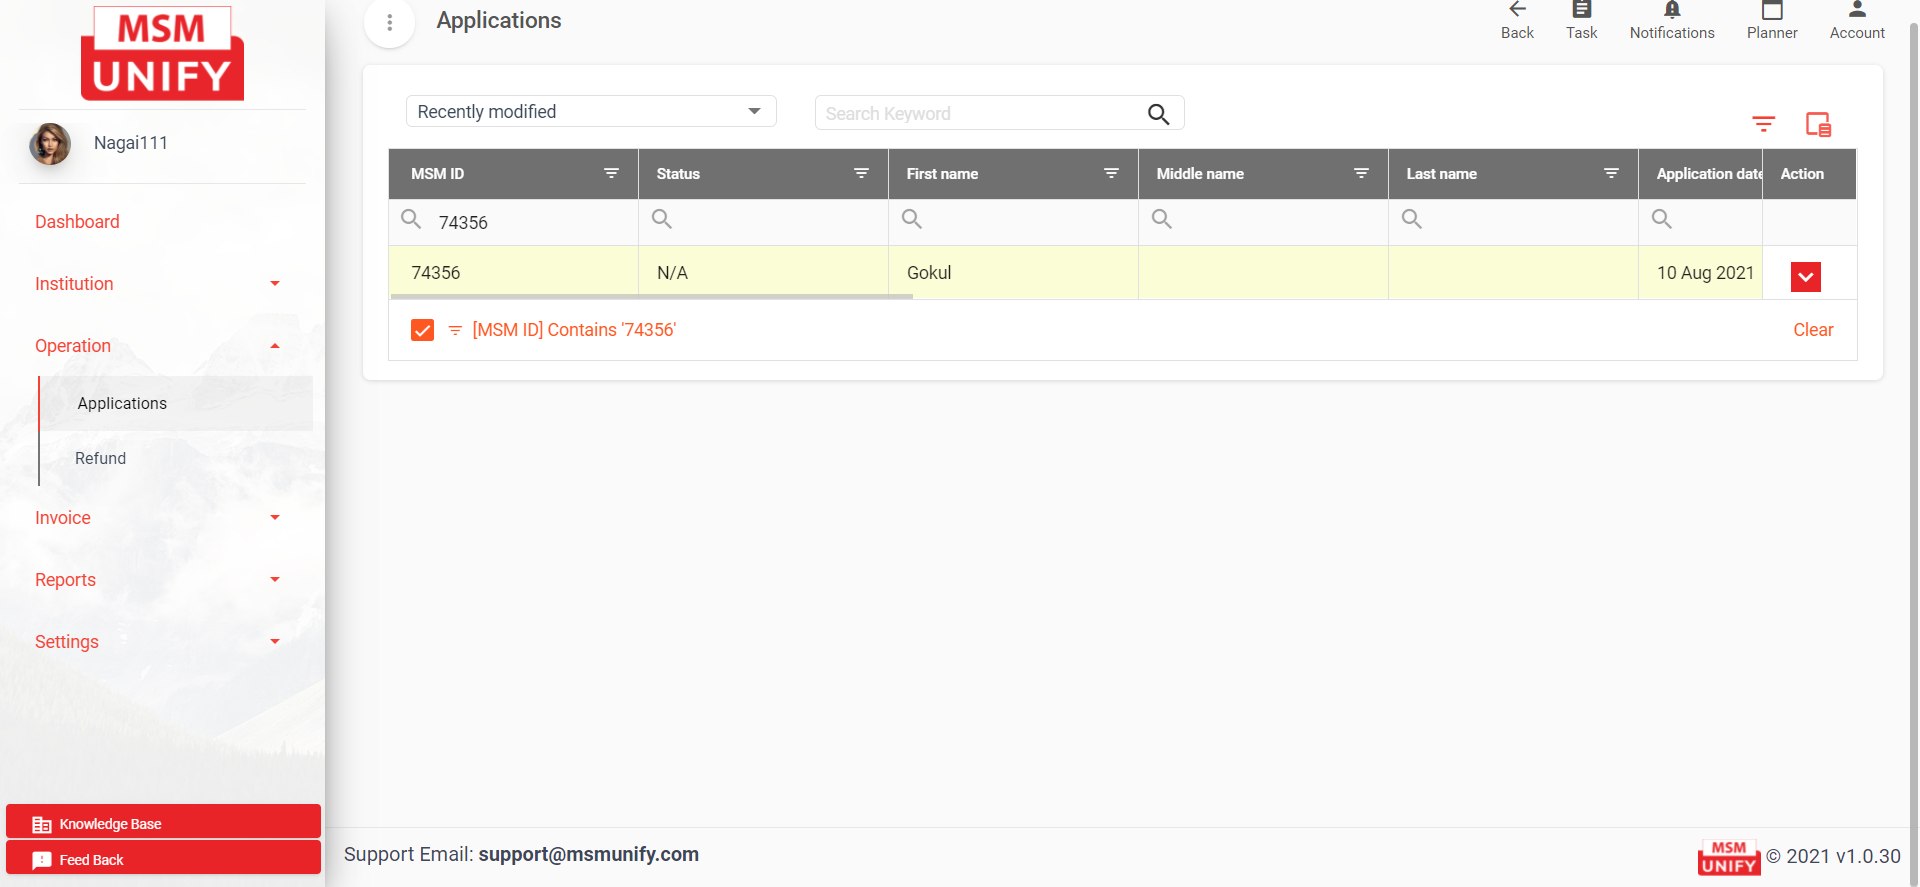 MSM
UNIFY
Nagai111
Dashboard
Institution
Operation
Applications
Refund
Invoice
Reports
Settings
Knowledge Base
Feed Back
Applications
Back
Task
Notifications
Planner
Account
Recently modified
Search Keyword
MSM ID
Status
First name
Middle name
Last name
Application date
Action
74356
74356
N/A
Gokul
10 Aug 2021
[MSM ID] Contains '74356'
Clear
Support Email: support@msmunify.com
MSM
UNIFY
© 2021 v1.0.30